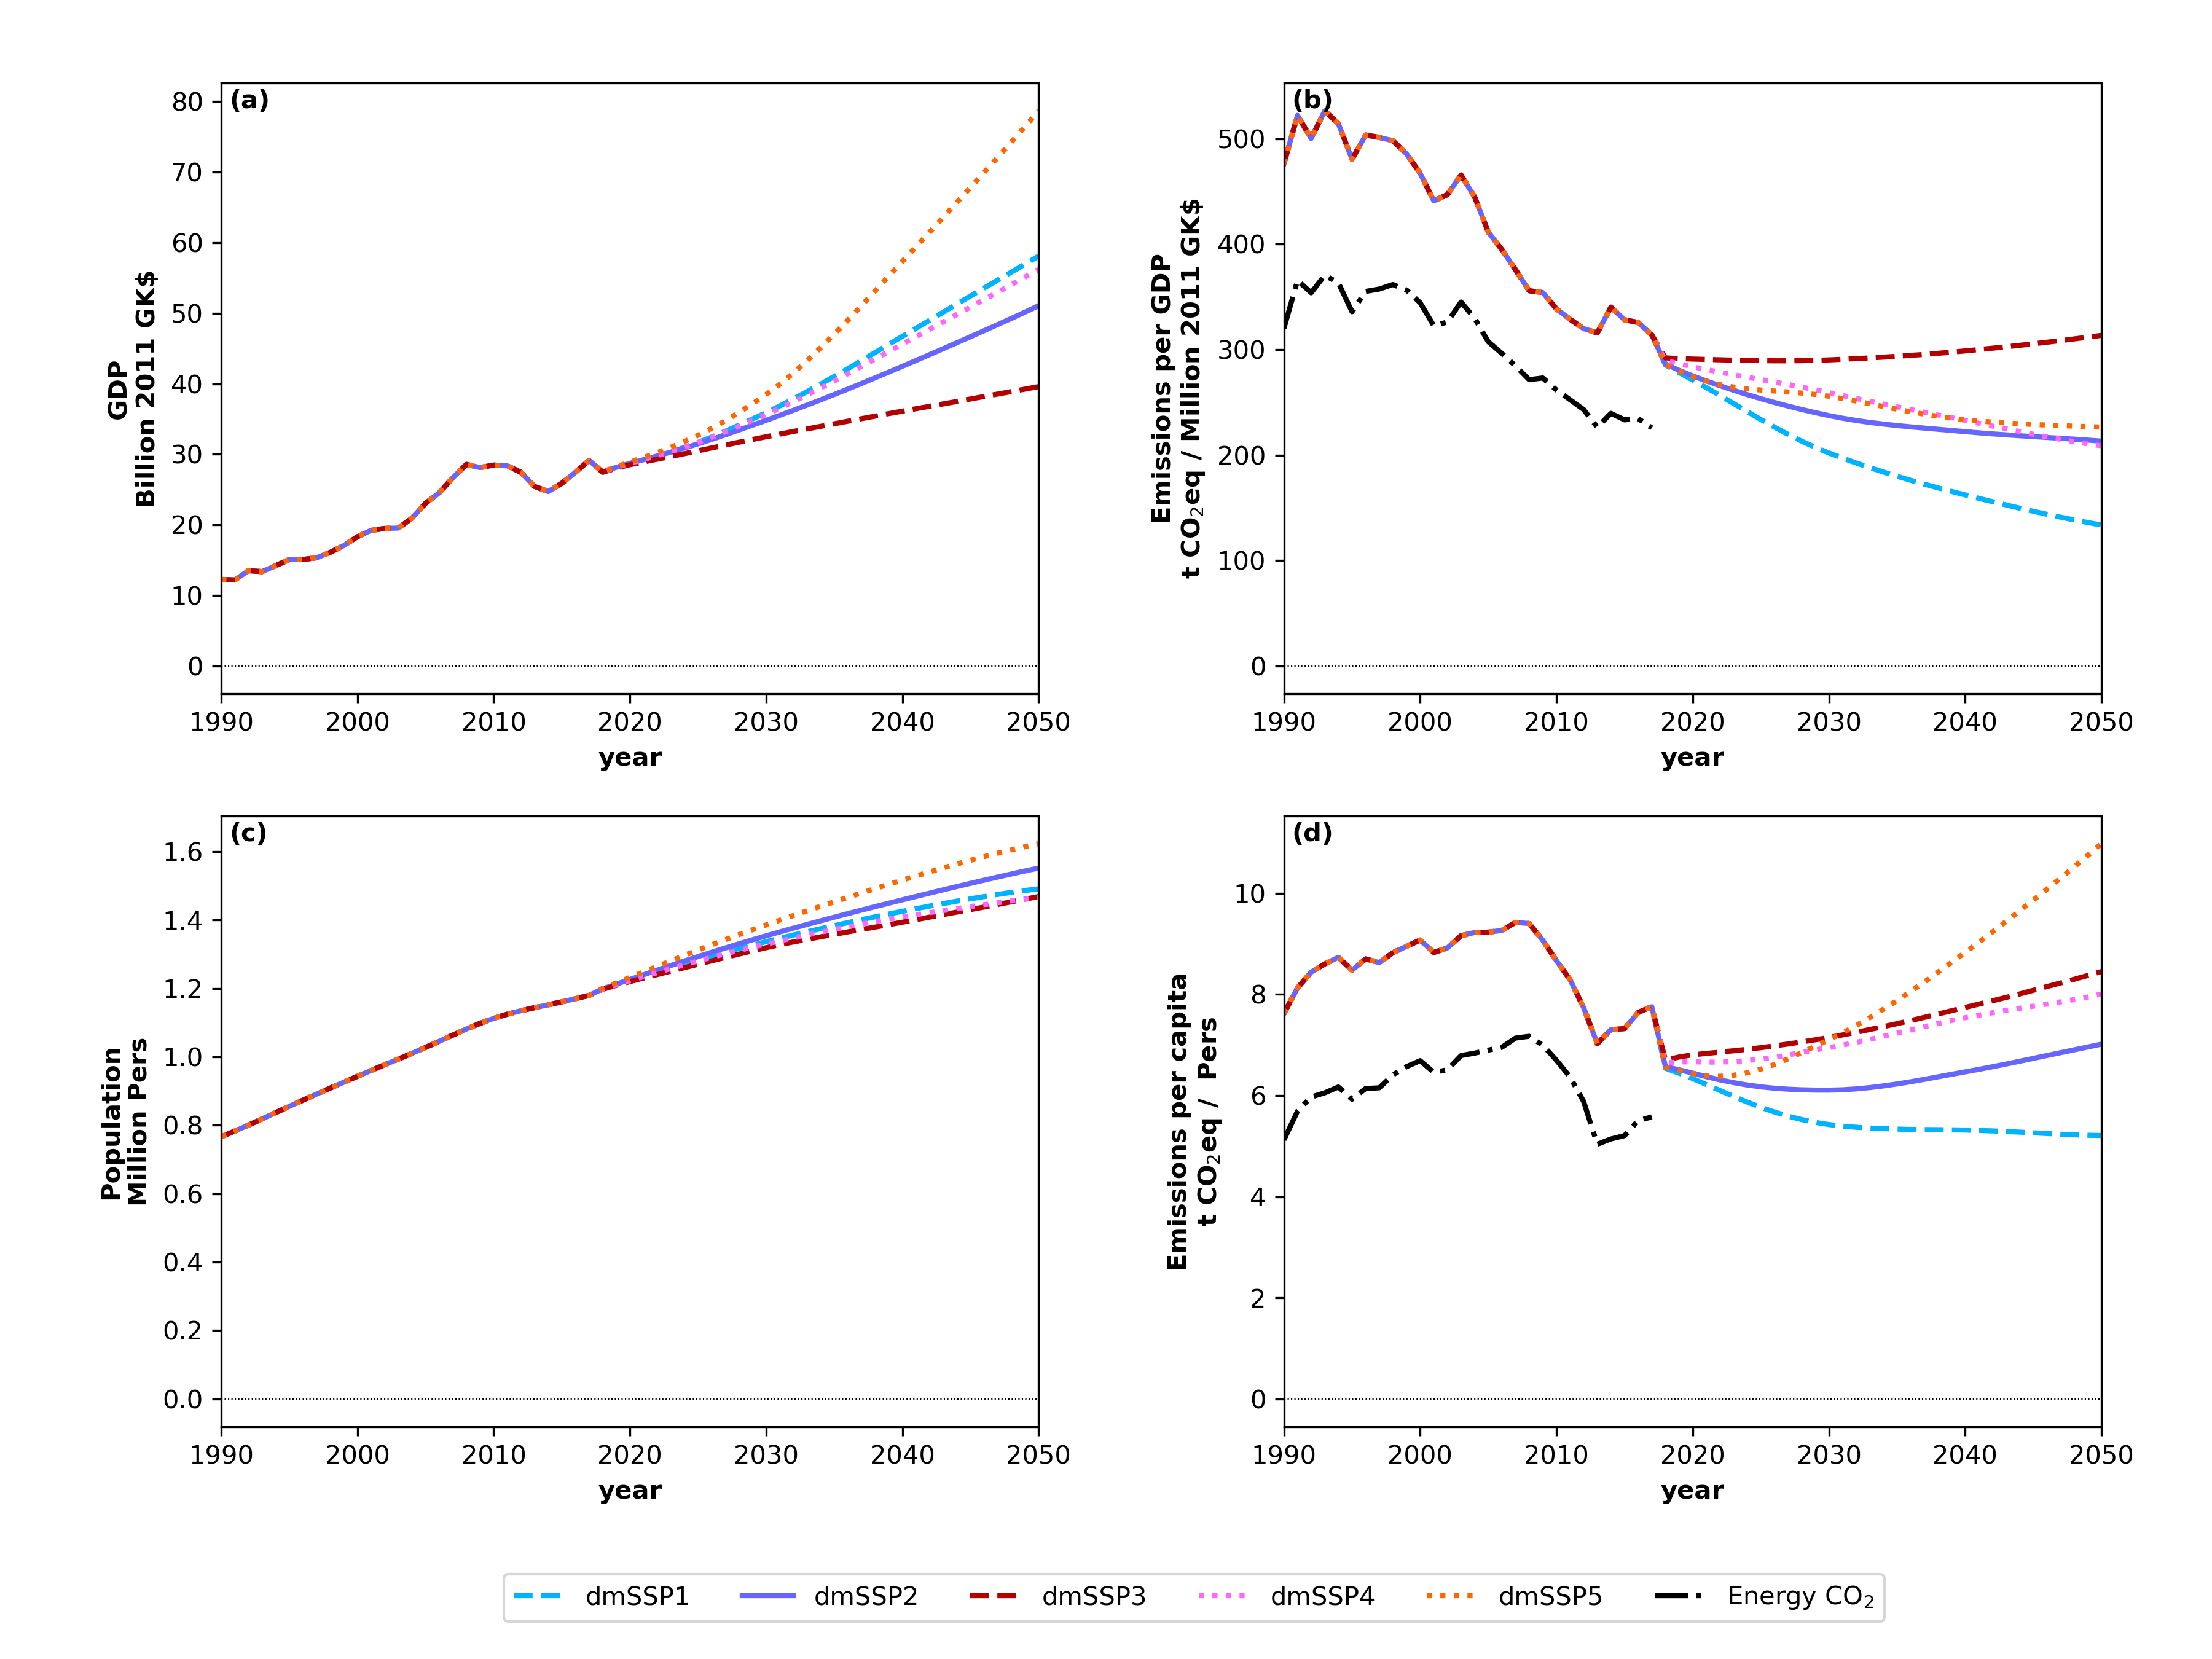 (a)
80
70
60
50
40
30
20
10
0
GDP
Billion 2011 GK$
1990 2000 2010 2020 2030 2040 2050
year
(b)
500
400
300
200
100
0
Emissions per GDP
t CO₂eq / Million 2011 GK$
1990 2000 2010 2020 2030 2040 2050
year
(c)
1.6
1.4
1.2
1.0
0.8
0.6
0.4
0.2
0.0
Population
Million Pers
1990 2000 2010 2020 2030 2040 2050
year
(d)
10
8
6
4
2
0
Emissions per capita
t CO₂eq / Pers
1990 2000 2010 2020 2030 2040 2050
year
dmSSP1 dmSSP2 dmSSP3 dmSSP4 dmSSP5 Energy CO₂